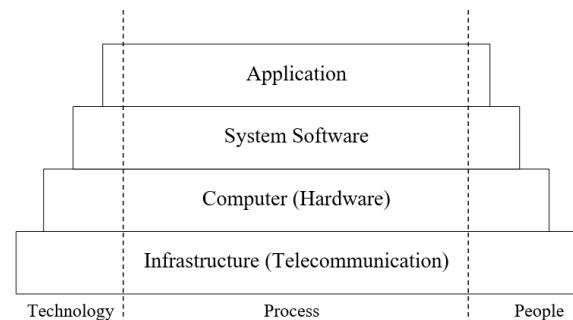 Application
System Software
Computer (Hardware)
Infrastructure (Telecommunication)
Technology Process People